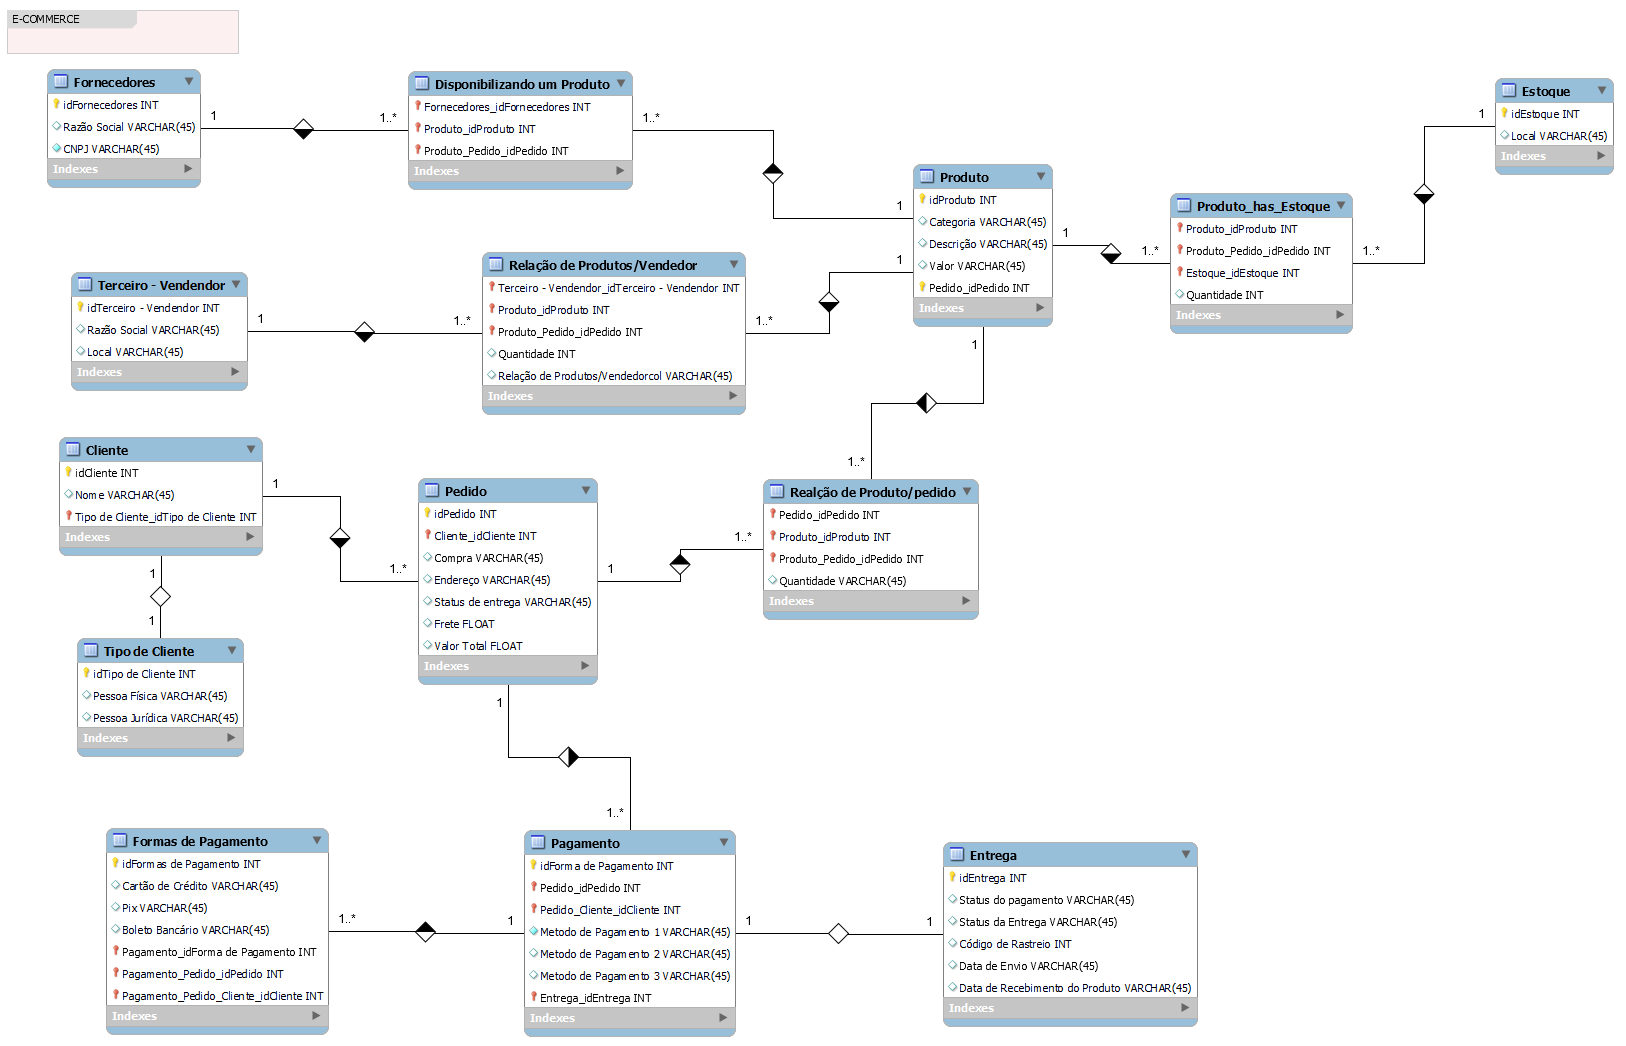 E-COMMERCE
Fornecedores
idFornecedores INT
Razão Social VARCHAR(45)
CNPJ VARCHAR(45)
Indexes
1
1..*
Disponibilizando um Produto
Fornecedores_idFornecedores INT
Produto_idProduto INT
Produto_Pedido_idPedido INT
Indexes
1..*
1
Estoque
idEstoque INT
Local VARCHAR(45)
Indexes
1
1..*
Produto
idProduto INT
Categoria VARCHAR(45)
Descrição VARCHAR(45)
Valor VARCHAR(45)
Pedido_idPedido INT
Indexes
1
1..*
Produto_has_Estoque
Produto_idProduto INT
Produto_Pedido_idPedido INT
Estoque_idEstoque INT
Quantidade INT
Indexes
Terceiro - Vendendor
idTerceiro - Vendendor INT
Razão Social VARCHAR(45)
Local VARCHAR(45)
Indexes
1
1..*
Relação de Produtos/Vendedor
Terceiro - Vendendor_idTerceiro - Vendendor INT
Produto_idProduto INT
Produto_Pedido_idPedido INT
Quantidade INT
Relação de Produtos/Vendedorcol VARCHAR(45)
Indexes
1..*
1
1
1..*
Cliente
idCliente INT
Nome VARCHAR(45)
Tipo de Cliente_idTipo de Cliente INT
Indexes
1
1..*
Pedido
idPedido INT
Cliente_idCliente INT
Compra VARCHAR(45)
Endereço VARCHAR(45)
Status de entrega VARCHAR(45)
Frete FLOAT
Valor Total FLOAT
Indexes
1
1..*
Realção de Produto/pedido
Pedido_idPedido INT
Produto_idProduto INT
Produto_Pedido_idPedido INT
Quantidade VARCHAR(45)
Indexes
1
1
Tipo de Cliente
idTipo de Cliente INT
Pessoa Física VARCHAR(45)
Pessoa Jurídica VARCHAR(45)
Indexes
1
1..*
Formas de Pagamento
idFormas de Pagamento INT
Cartão de Crédito VARCHAR(45)
Pix VARCHAR(45)
Boleto Bancário VARCHAR(45)
Pagamento_idForma de Pagamento INT
Pagamento_Pedido_idPedido INT
Pagamento_Pedido_Cliente_idCliente INT
Indexes
1..*
1
Pagamento
idForma de Pagamento INT
Pedido_idPedido INT
Pedido_Cliente_idCliente INT
Metodo de Pagamento 1 VARCHAR(45)
Metodo de Pagamento 2 VARCHAR(45)
Metodo de Pagamento 3 VARCHAR(45)
Entrega_idEntrega INT
Indexes
1
1
Entrega
idEntrega INT
Status do pagamento VARCHAR(45)
Status da Entrega VARCHAR(45)
Código de Rastreio INT
Data de Envio VARCHAR(45)
Data de Recebimento do Produto VARCHAR(45)
Indexes